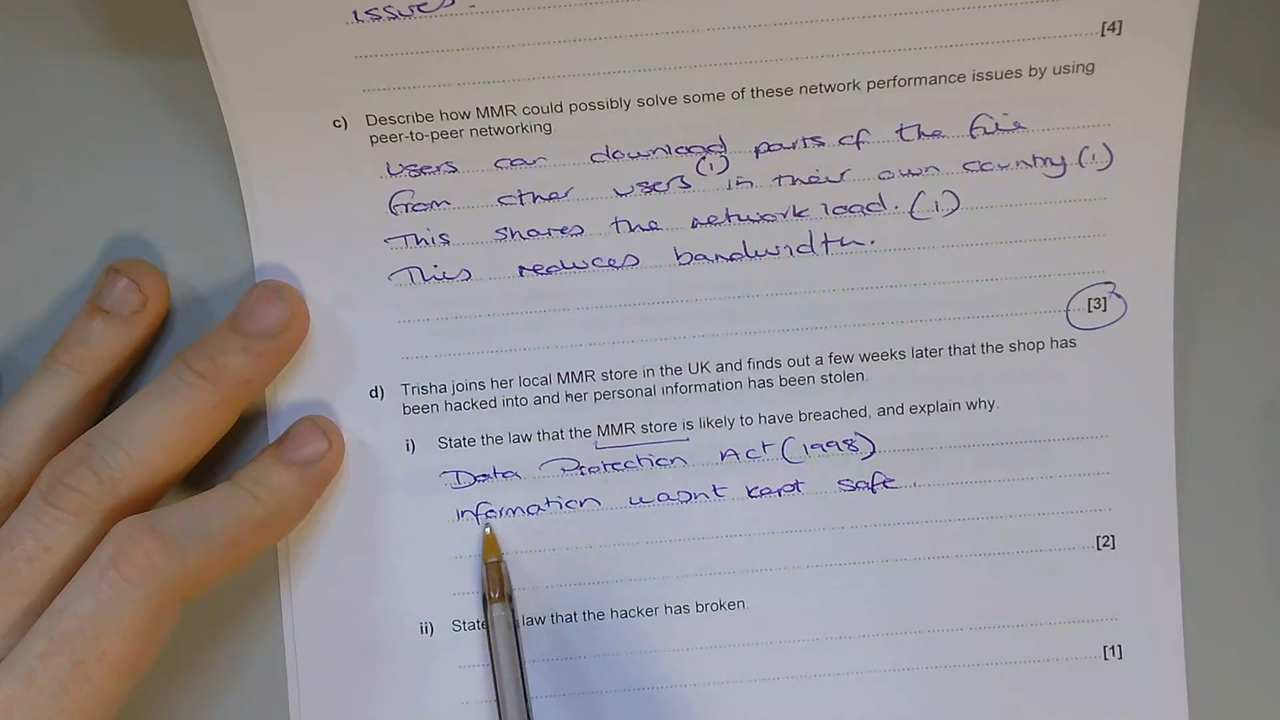 issues.
[4]
c) Describe how MMR could possibly solve some of these network performance issues by using
peer-to-peer networking.
Users can download parts of the file
from other users (1) in their own country (1)
This shares the network load. (1)
This reduces bandwidth.
[3]
d) Trisha joins her local MMR store in the UK and finds out a few weeks later that the shop has
been hacked into and her personal information has been stolen.
i) State the law that the MMR store is likely to have breached, and explain why.
Data Protection Act (1998)
information wasnt kept safe.
[2]
ii) State law that the hacker has broken.
[1]